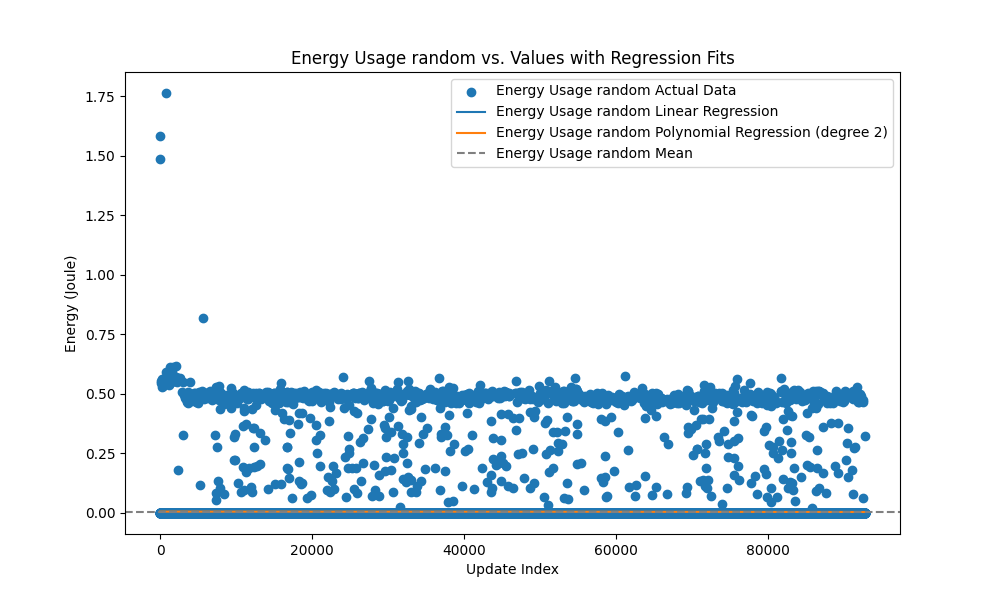 Energy Usage random vs. Values with Regression Fits
Energy Usage random Actual Data
Energy Usage random Linear Regression
Energy Usage random Polynomial Regression (degree 2)
Energy Usage random Mean
Energy (Joule)
1.75
1.50
1.25
1.00
0.75
0.50
0.25
0.00
0
20000
40000
60000
80000
Update Index